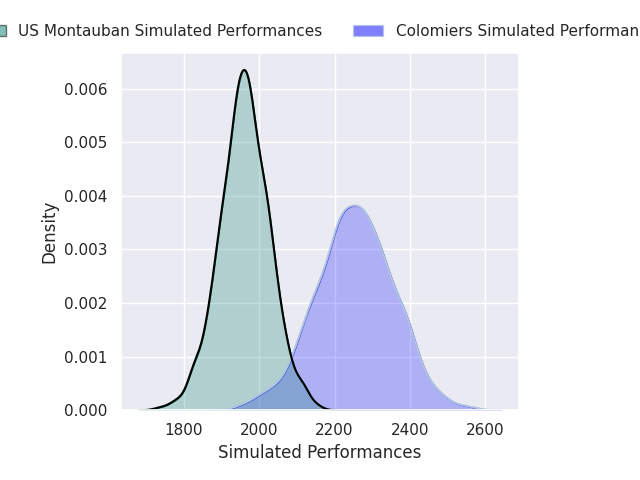 US Montauban Simulated Performances Colomiers Simulated Performan
0.006
0.005
0.004
0.003
0.002
0.001
0.000
Density
1800 2000 2200 2400 2600
Simulated Performances